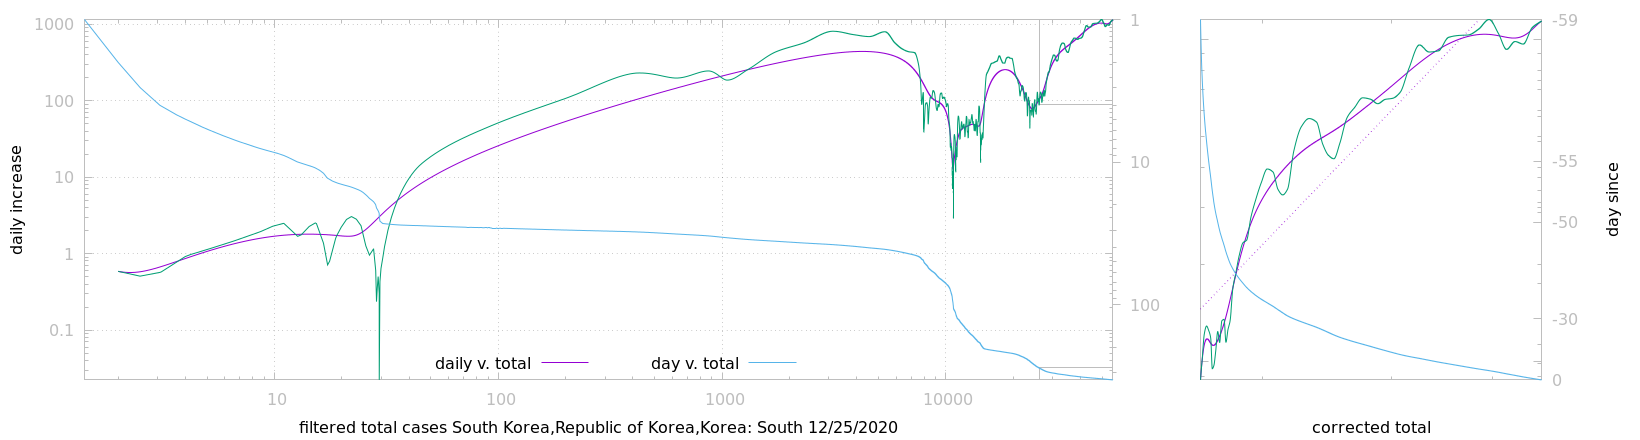 1000
100
10
1
0.1
daily increase
daily v. total
day v. total
10
100
1000
10000
filtered total cases South Korea,Republic of Korea,Korea: South 12/25/2020
1
10
100
-59
-55
-50
-30
0
day since
corrected total